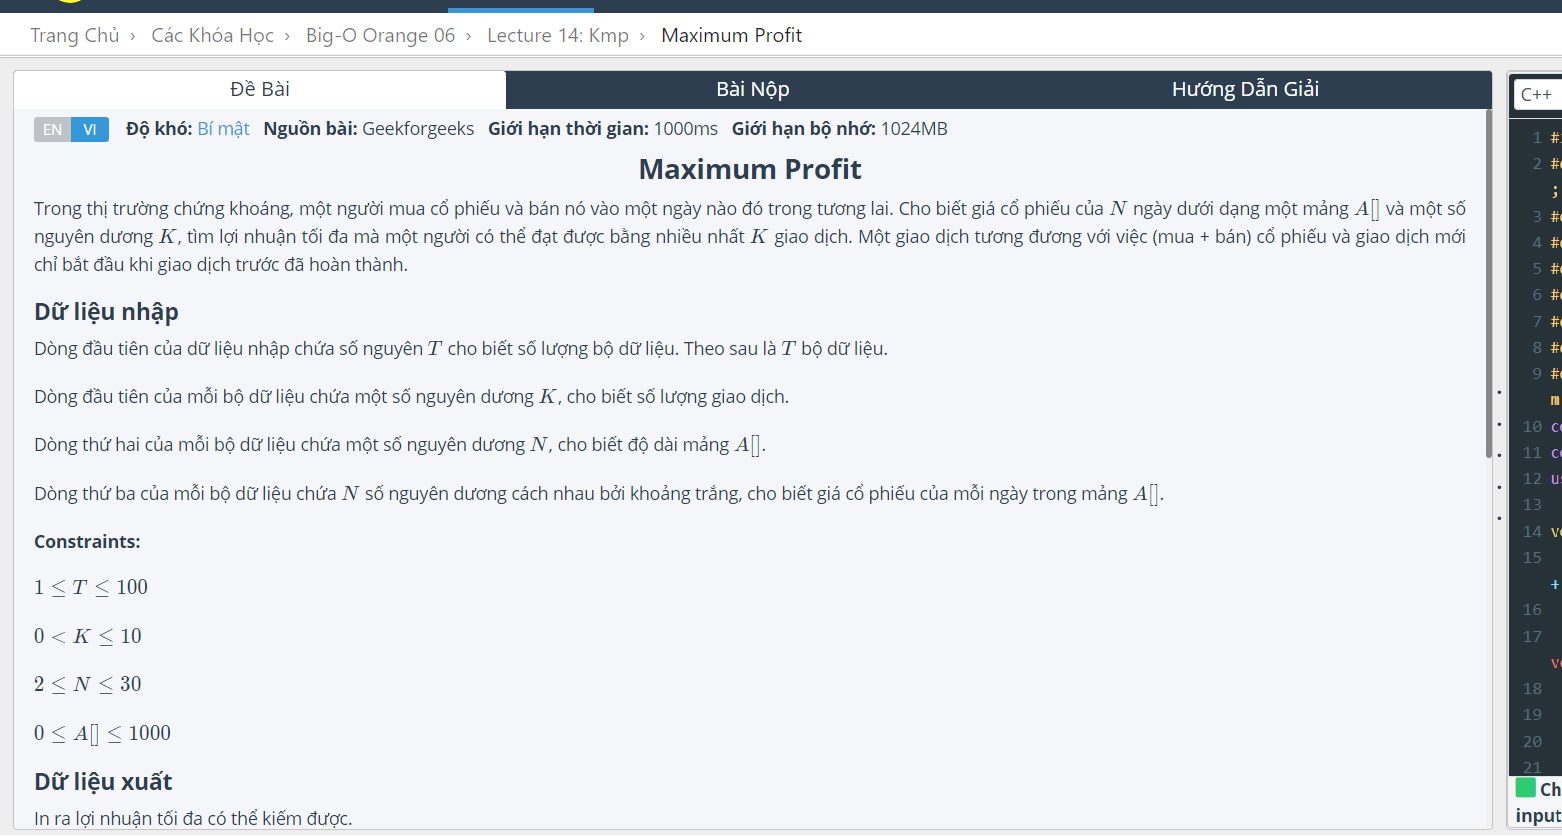 Trang Chủ › Các Khóa Học › Big-O Orange 06 › Lecture 14: Kmp › Maximum Profit
Đề Bài Bài Nộp Hướng Dẫn Giải
EN VI Độ khó: Bí mật Nguồn bài: Geekforgeeks Giới hạn thời gian: 1000ms Giới hạn bộ nhớ: 1024MB
Maximum Profit
Trong thị trường chứng khoáng, một người mua cổ phiếu và bán nó vào một ngày nào đó trong tương lai. Cho biết giá cổ phiếu của N ngày dưới dạng một mảng A[] và một số
nguyên dương K, tìm lợi nhuận tối đa mà một người có thể đạt được bằng nhiều nhất K giao dịch. Một giao dịch tương đương với việc (mua + bán) cổ phiếu và giao dịch mới
chỉ bắt đầu khi giao dịch trước đã hoàn thành.
Dữ liệu nhập
Dòng đầu tiên của dữ liệu nhập chứa số nguyên T cho biết số lượng bộ dữ liệu. Theo sau là T bộ dữ liệu.
Dòng đầu tiên của mỗi bộ dữ liệu chứa một số nguyên dương K, cho biết số lượng giao dịch.
Dòng thứ hai của mỗi bộ dữ liệu chứa một số nguyên dương N, cho biết độ dài mảng A[].
Dòng thứ ba của mỗi bộ dữ liệu chứa N số nguyên dương cách nhau bởi khoảng trắng, cho biết giá cổ phiếu của mỗi ngày trong mảng A[].
Constraints:
1 ≤ T ≤ 100
0 < K ≤ 10
2 ≤ N ≤ 30
0 ≤ A[] ≤ 1000
Dữ liệu xuất
In ra lợi nhuận tối đa có thể kiếm được.
C++
1
2
;
3
4
5
6
7
8
9
m
10
11
12
13
14
15
+
16
17
18
19
20
21
Ch
input